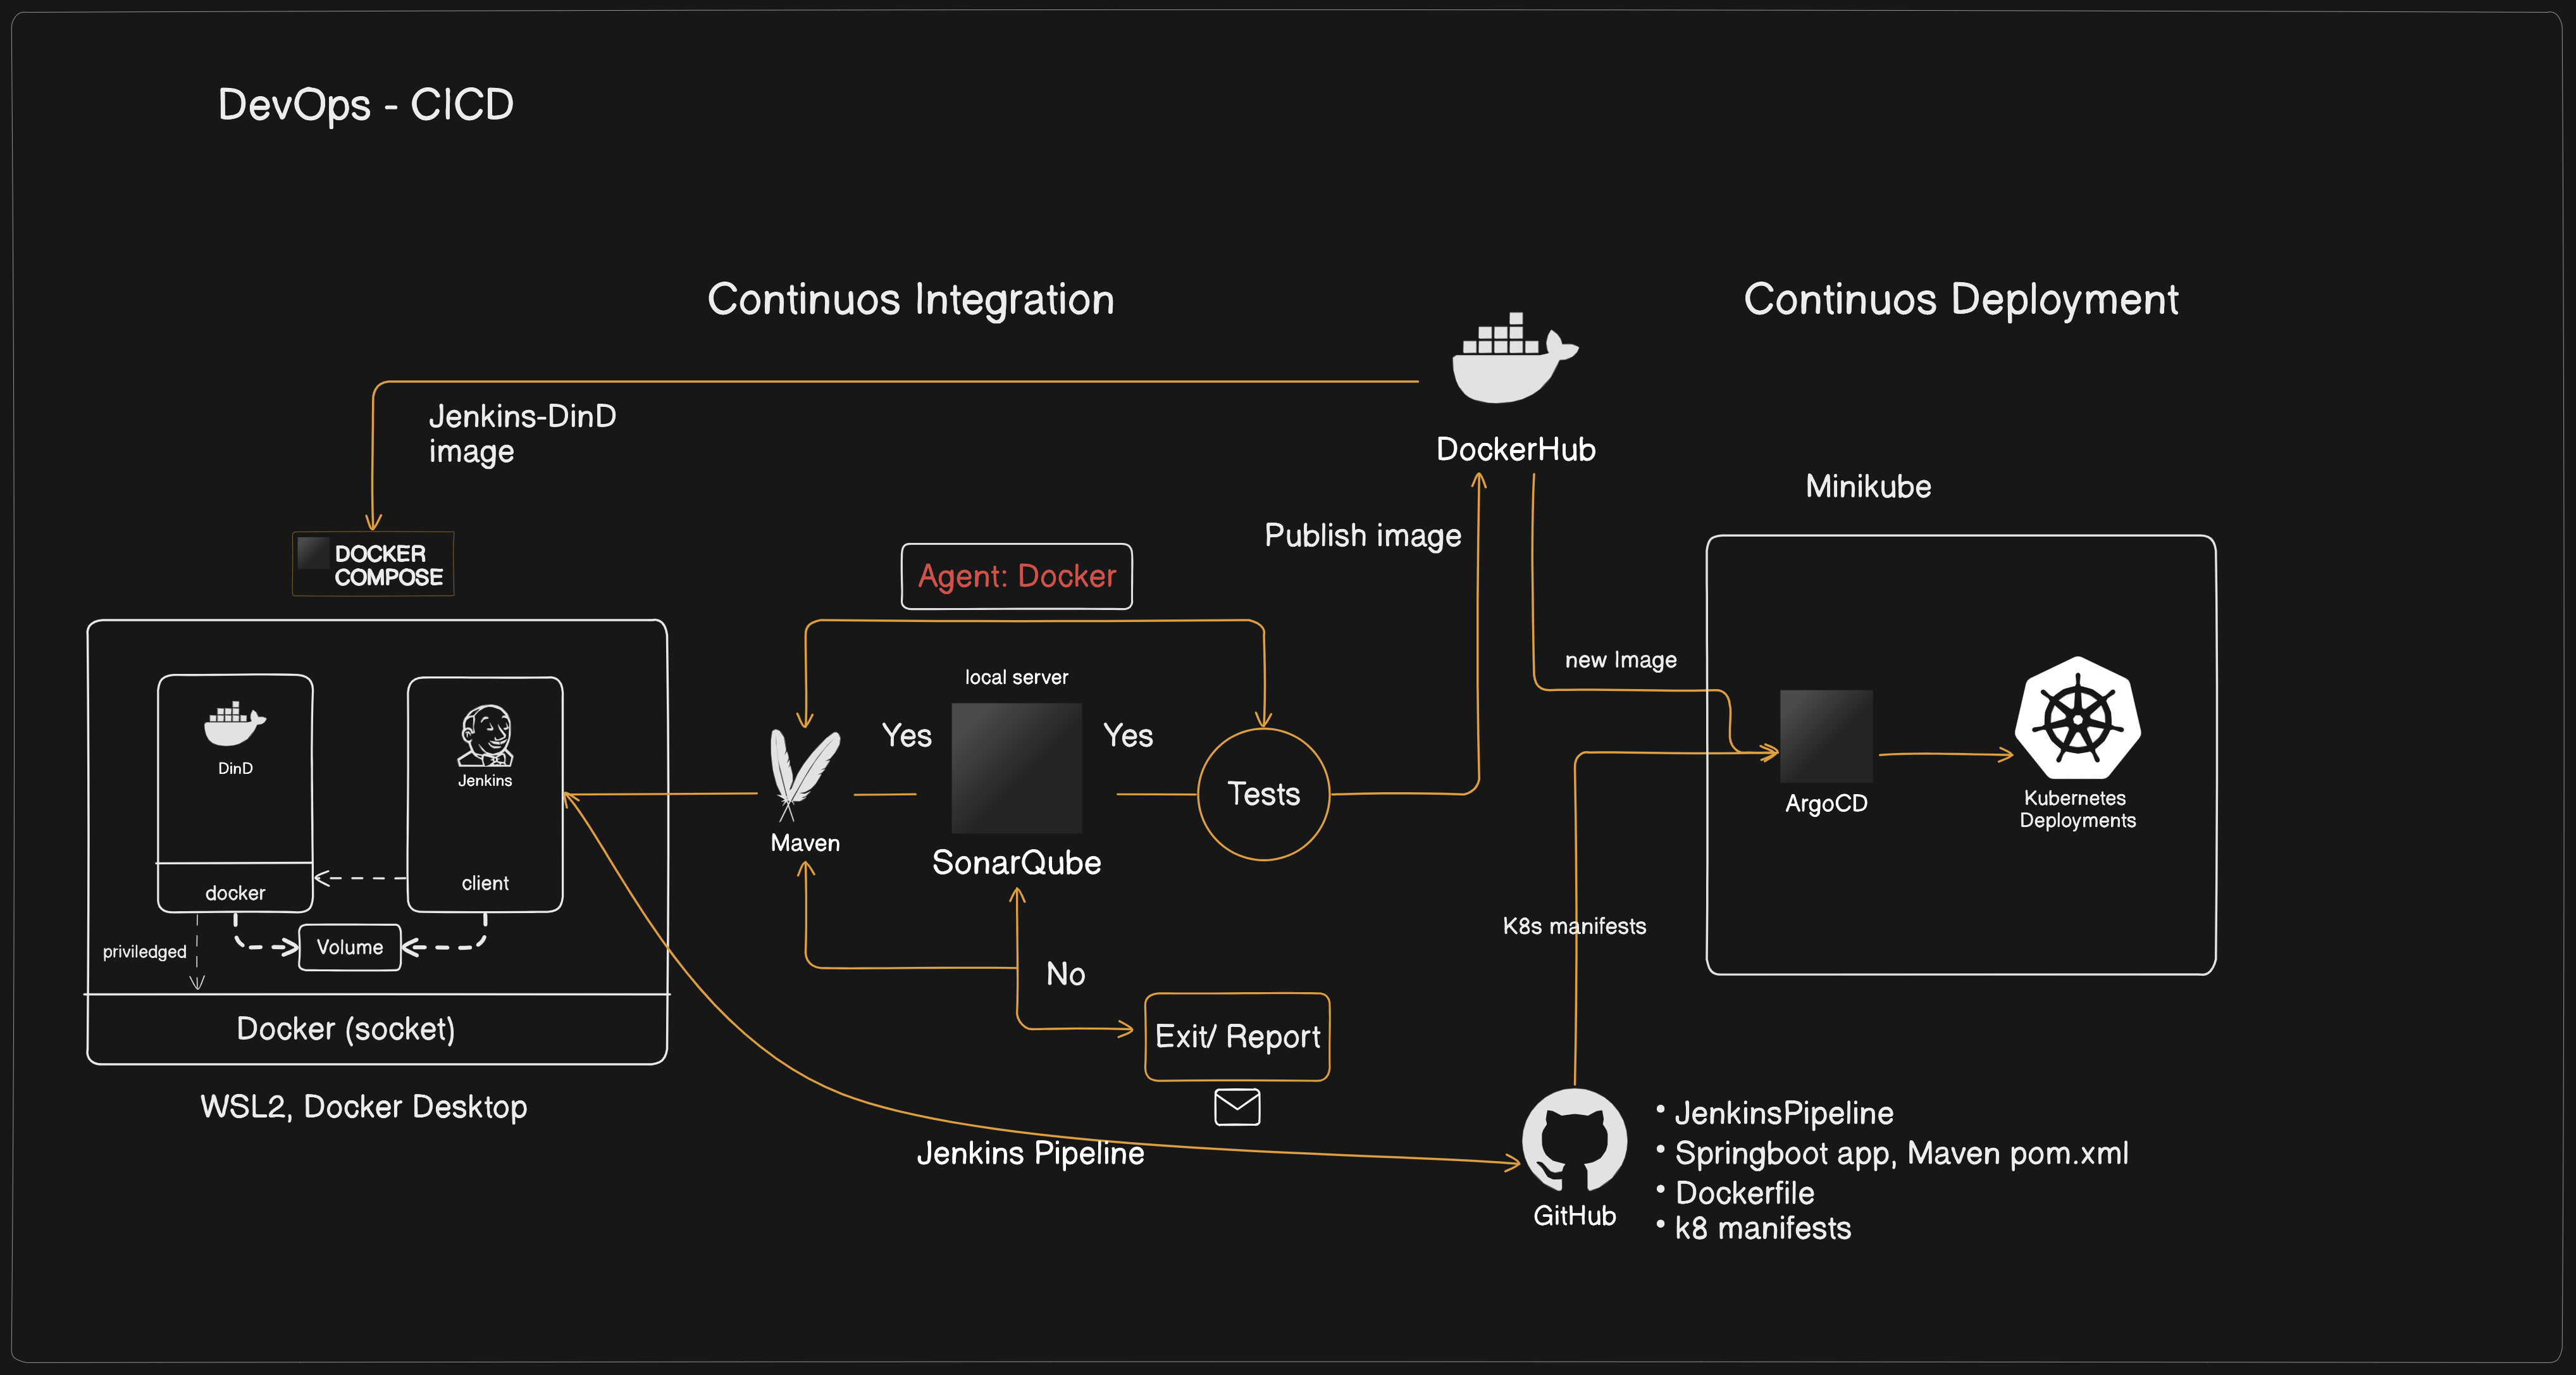 DevOps - CICD
Continuos Integration
Continuos Deployment
Jenkins-DinD
image
DockerHub
Minikube
DOCKER
COMPOSE
Publish image
Agent: Docker
new Image
local server
DinD
Jenkins
Yes
Yes
Tests
Maven
SonarQube
ArgoCD
Kubernetes
Deployments
docker
client
priviledged
Volume
K8s manifests
No
Docker (socket)
Exit/ Report
WSL2, Docker Desktop
Jenkins Pipeline
GitHub
• JenkinsPipeline
• Springboot app, Maven pom.xml
• Dockerfile
• k8 manifests